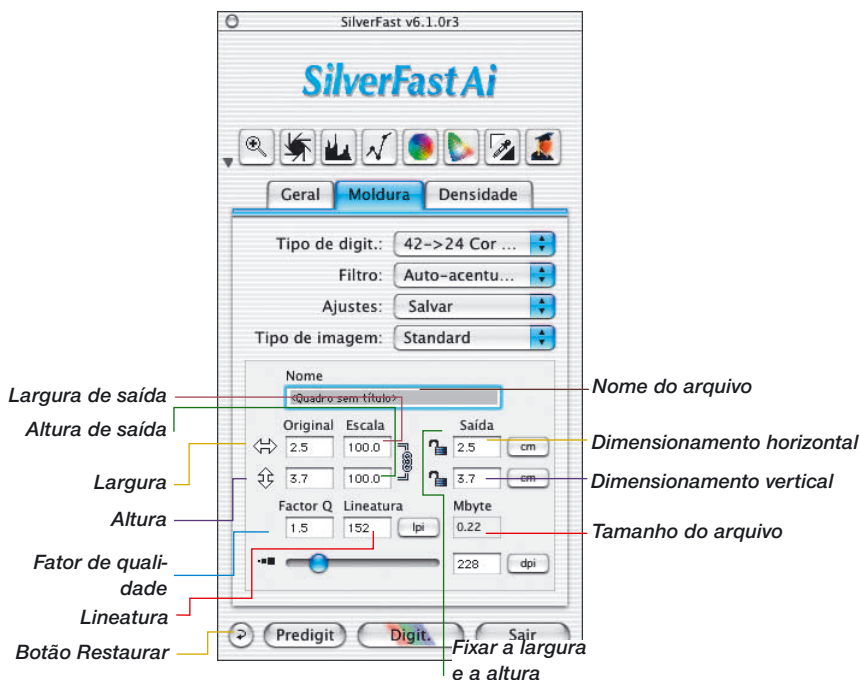 SilverFast v6.1.0r3
SilverFast Ai
Geral Moldura Densidade
Tipo de digit.: 42->24 Cor ...
Filtro: Auto-acentu...
Ajustes: Salvar
Tipo de imagem: Standard
Nome
<Quadro sem título>
Nome do arquivo
Largura de saída
Altura de saída
Original Escala Saída
2.5 100.0 2.5 cm
Dimensionamento horizontal
Largura
3.7 100.0 3.7 cm
Dimensionamento vertical
Altura
Factor Q Lineatura Mbyte
1.5 152 lpi 0.22
Tamanho do arquivo
Fator de quali-
dade
228 dpi
Lineatura
Predigit Digit. Sair
Botão Restaurar
Fixar a largura
e a altura